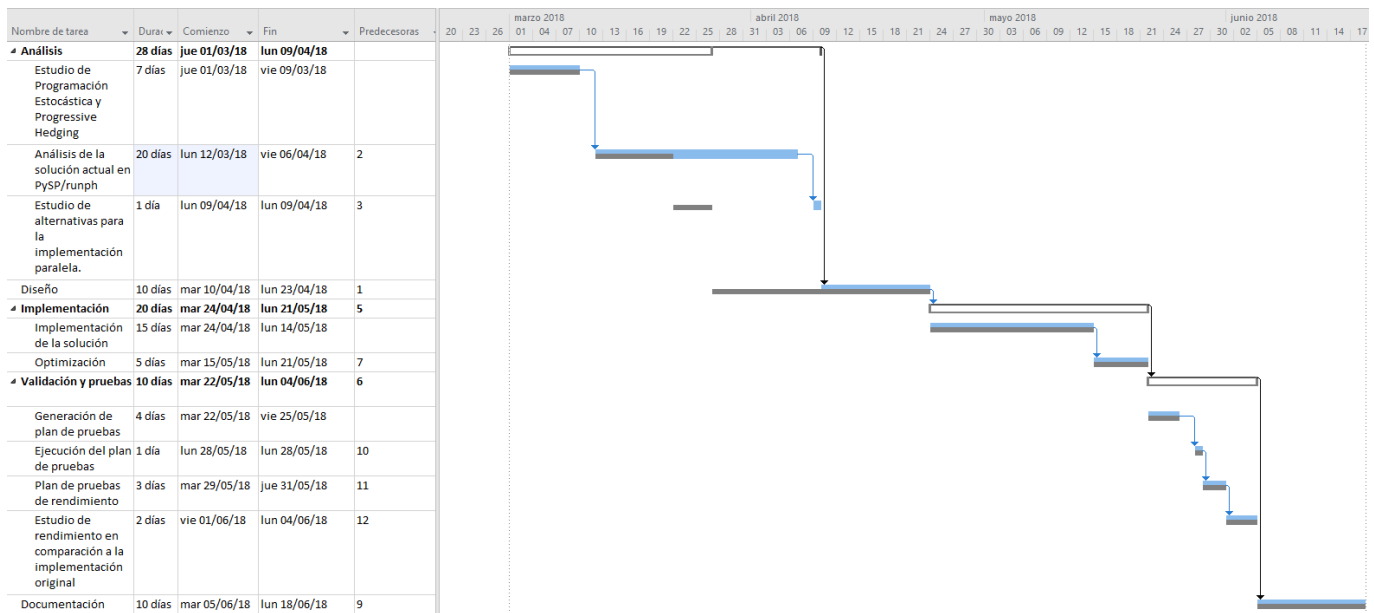 marzo 2018 abril 2018 mayo 2018 junio 2018
Nombre de tarea Durac Comienzo Fin Predecesoras 20 23 26 01 04 07 10 13 16 19 22 25 28 31 03 06 09 12 15 18 21 24 27 30 03 06 09 12 15 18 21 24 27 30 02 05 08 11 14 17
Análisis 28 días jue 01/03/18 lun 09/04/18
Estudio de 7 días jue 01/03/18 vie 09/03/18
Programación
Estocástica y
Progressive
Hedging
Análisis de la 20 días lun 12/03/18 vie 06/04/18 2
solución actual en
PySP/runph
Estudio de 1 día lun 09/04/18 lun 09/04/18 3
alternativas para
la
implementación
paralela.
Diseño 10 días mar 10/04/18 lun 23/04/18 1
Implementación 20 días mar 24/04/18 lun 21/05/18 5
Implementación 15 días mar 24/04/18 lun 14/05/18
de la solución
Optimización 5 días mar 15/05/18 lun 21/05/18 7
Validación y pruebas 10 días mar 22/05/18 lun 04/06/18 6
Generación de 4 días mar 22/05/18 vie 25/05/18
plan de pruebas
Ejecución del plan 1 día lun 28/05/18 lun 28/05/18 10
de pruebas
Plan de pruebas 3 días mar 29/05/18 jue 31/05/18 11
de rendimiento
Estudio de 2 días vie 01/06/18 lun 04/06/18 12
rendimiento en
comparación a la
implementación
original
Documentación 10 días mar 05/06/18 lun 18/06/18 9